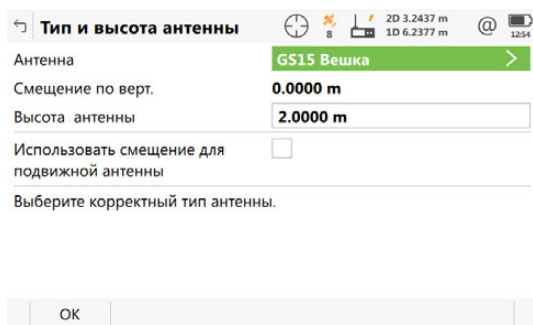 Тип и высота антенны
8
2D 3.2437 m
1D 6.2377 m
@
12:54
Антенна GS15 Вешка
Смещение по верт. 0.0000 m
Высота антенны 2.0000 m
Использовать смещение для
подвижной антенны
Выберите корректный тип антенны.
OK